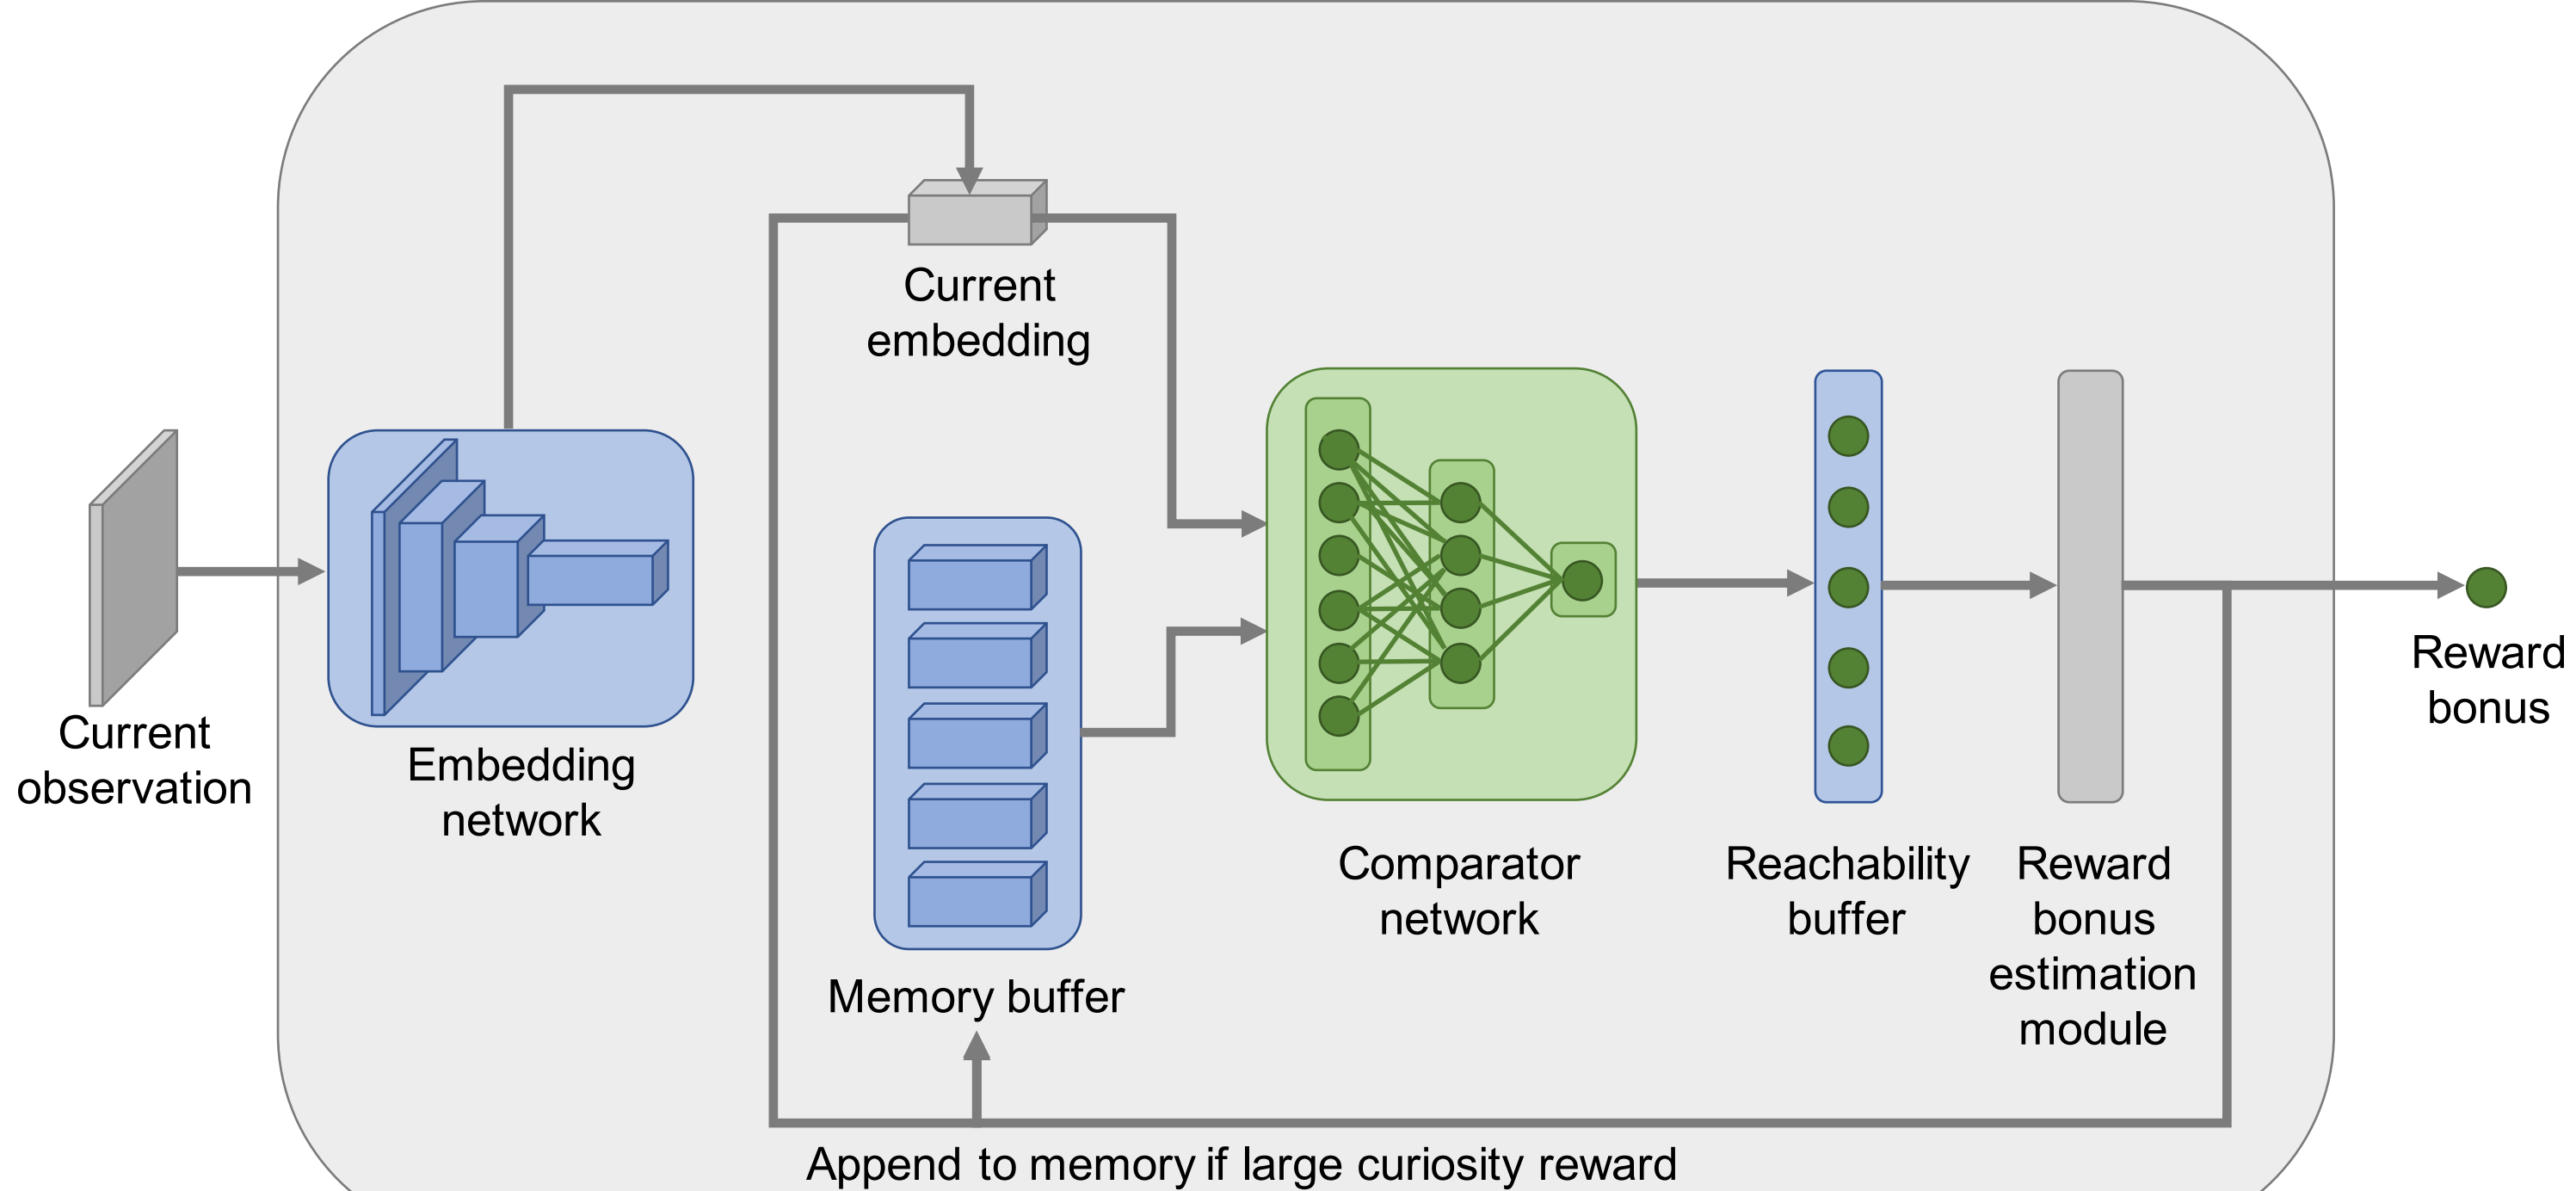 Current
embedding
Current
observation
Embedding
network
Memory buffer
Comparator
network
Reachability
buffer
Reward
bonus
estimation
module
Reward
bonus
Append to memory if large curiosity reward